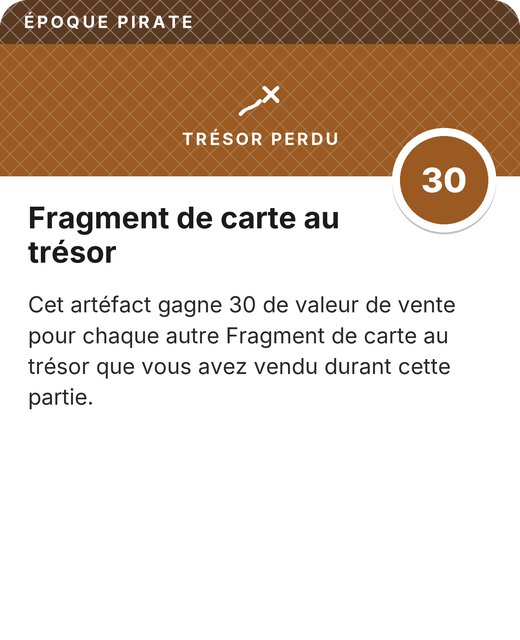 ÉPOQUE PIRATE
TRÉSOR PERDU
30
Fragment de carte au
trésor
Cet artéfact gagne 30 de valeur de vente
pour chaque autre Fragment de carte au
trésor que vous avez vendu durant cette
partie.